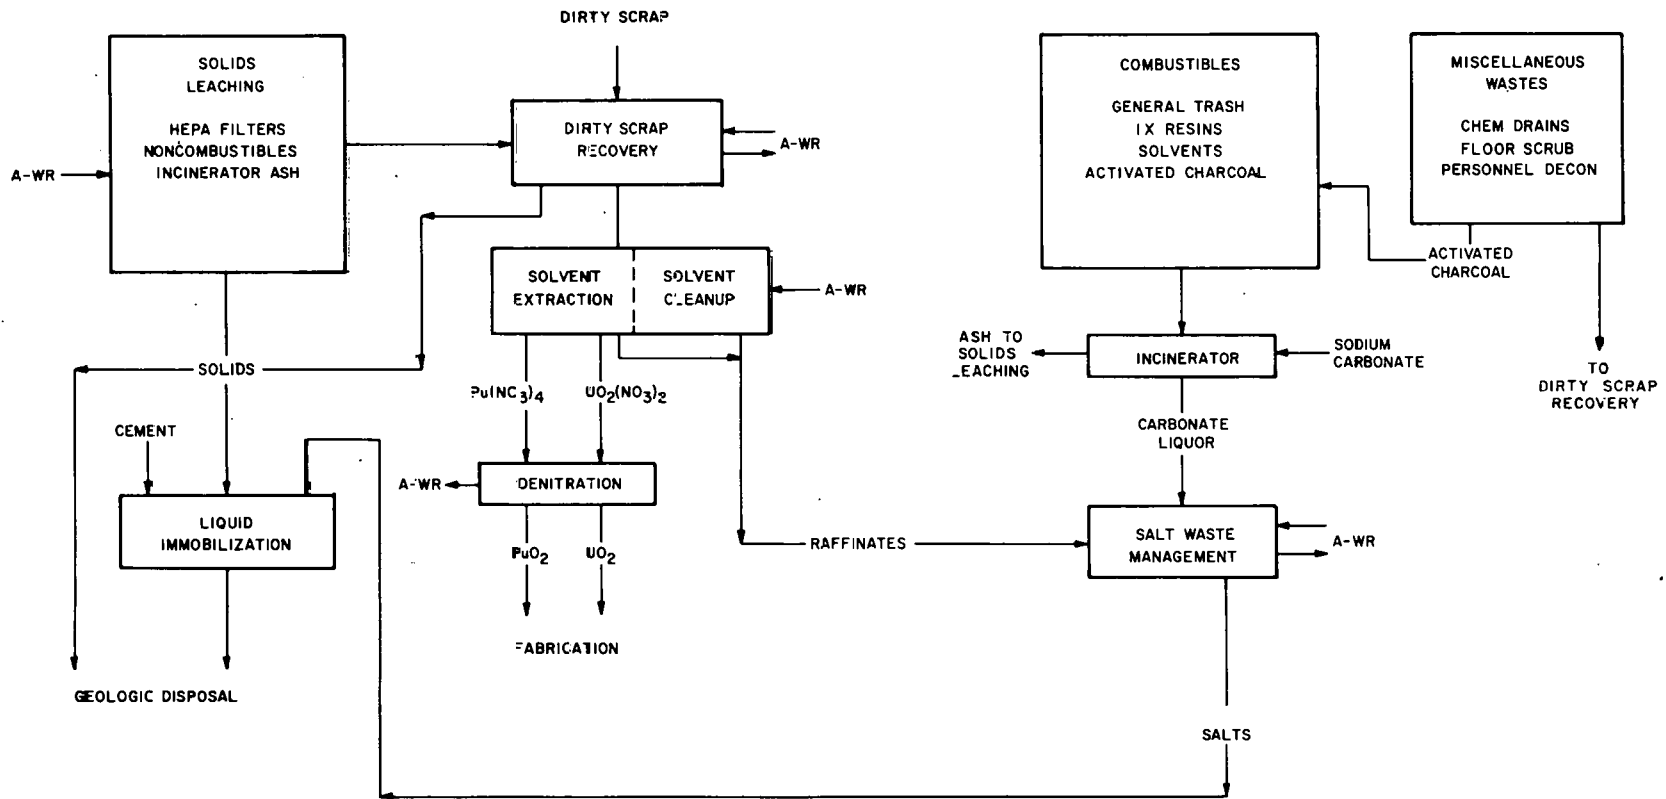 DIRTY SCRAP
SOLIDS
LEACHING
HEPA FILTERS
NONCOMBUSTIBLES
INCINERATOR ASH
A-WR
DIRTY SCRAP
RECOVERY
A-WR
COMBUSTIBLES
GENERAL TRASH
IX RESINS
SOLVENTS
ACTIVATED CHARCOAL
MISCELLANEOUS
WASTES
CHEM DRAINS
FLOOR SCRUB
PERSONNEL DECON
ACTIVATED
CHARCOAL
SOLVENT
EXTRACTION
SOLVENT
CLEANUP
A-WR
ASH TO
SOLIDS
LEACHING
INCINERATOR
SODIUM
CARBONATE
TO
DIRTY SCRAP
RECOVERY
SOLIDS
Pu(NO₃)₄
UO₂(NO₃)₂
CARBONATE
LIQUOR
CEMENT
A-WR
DENITRATION
LIQUID
IMMOBILIZATION
PuO₂
UO₂
RAFFINATES
SALT WASTE
MANAGEMENT
A-WR
FABRICATION
GEOLOGIC DISPOSAL
SALTS